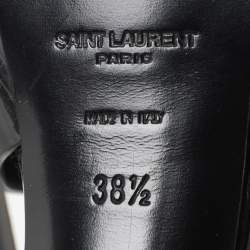 SAINT LAURENT
PARIS
MADE IN ITALY
38½